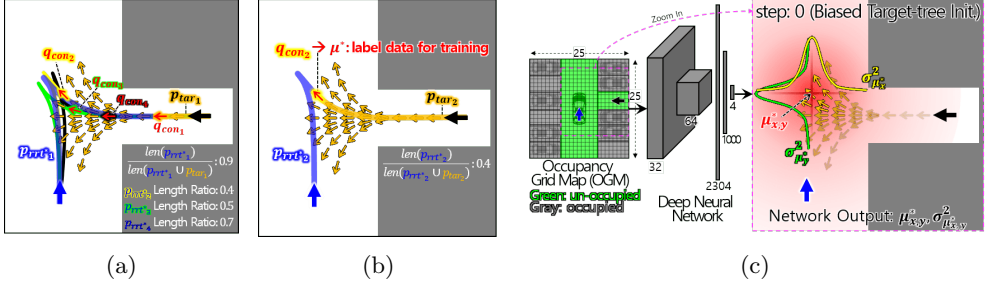 q_con2
q_con3
q_con4
p_tar1
q_con1
p_rrt*1
len(p_rrt*1)
len(p_rrt*1 ∪ p_tar1) : 0.9
p_rrt*2 Length Ratio: 0.4
p_rrt*3 Length Ratio: 0.5
p_rrt*4 Length Ratio: 0.7
(a)
q_con2 → μ*: label data for training
p_tar2
p_rrt*2
len(p_rrt*2)
len(p_rrt*2 ∪ p_tar2) : 0.4
(b)
Zoom In
25
25
Occupancy
Grid Map (OGM)
Green: un-occupied
Gray: occupied
32
64
2304
1000
4
Deep Neural
Network
step: 0 (Biased Target-tree Init.)
σ²_μ*x
μ*x,y
σ²_μ*y
Network Output: μ*x,y, σ²_μ*x,y
(c)